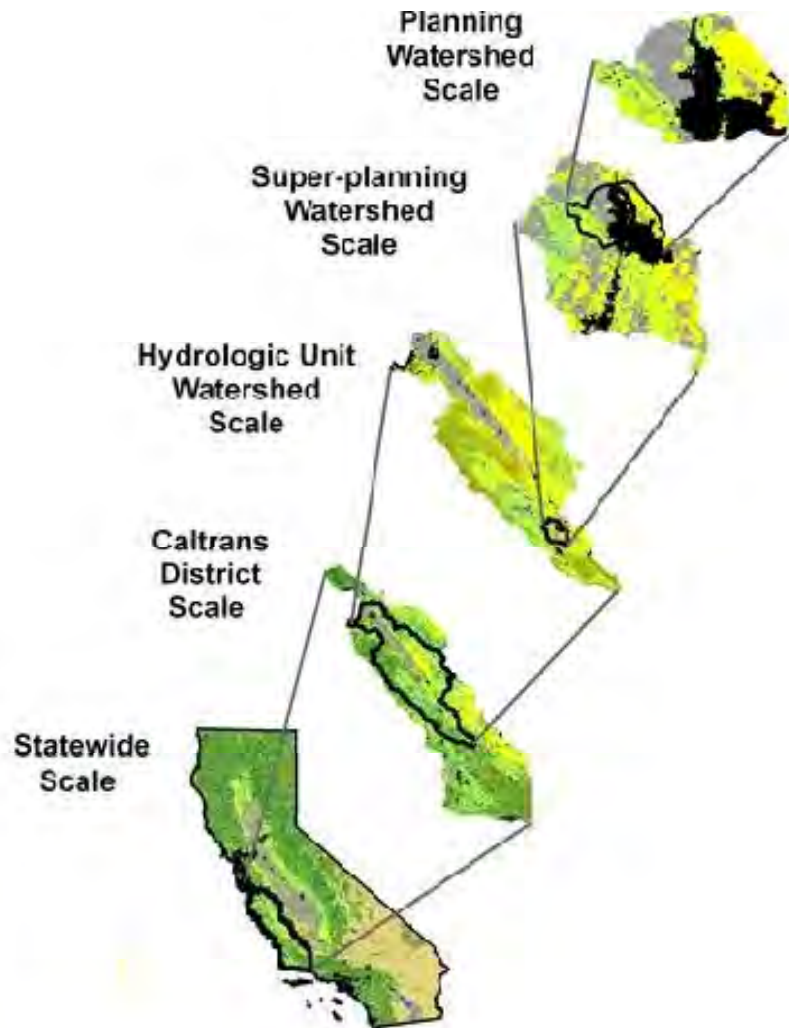 Planning
Watershed
Scale
Super-planning
Watershed
Scale
Hydrologic Unit
Watershed
Scale
Caltrans
District
Scale
Statewide
Scale